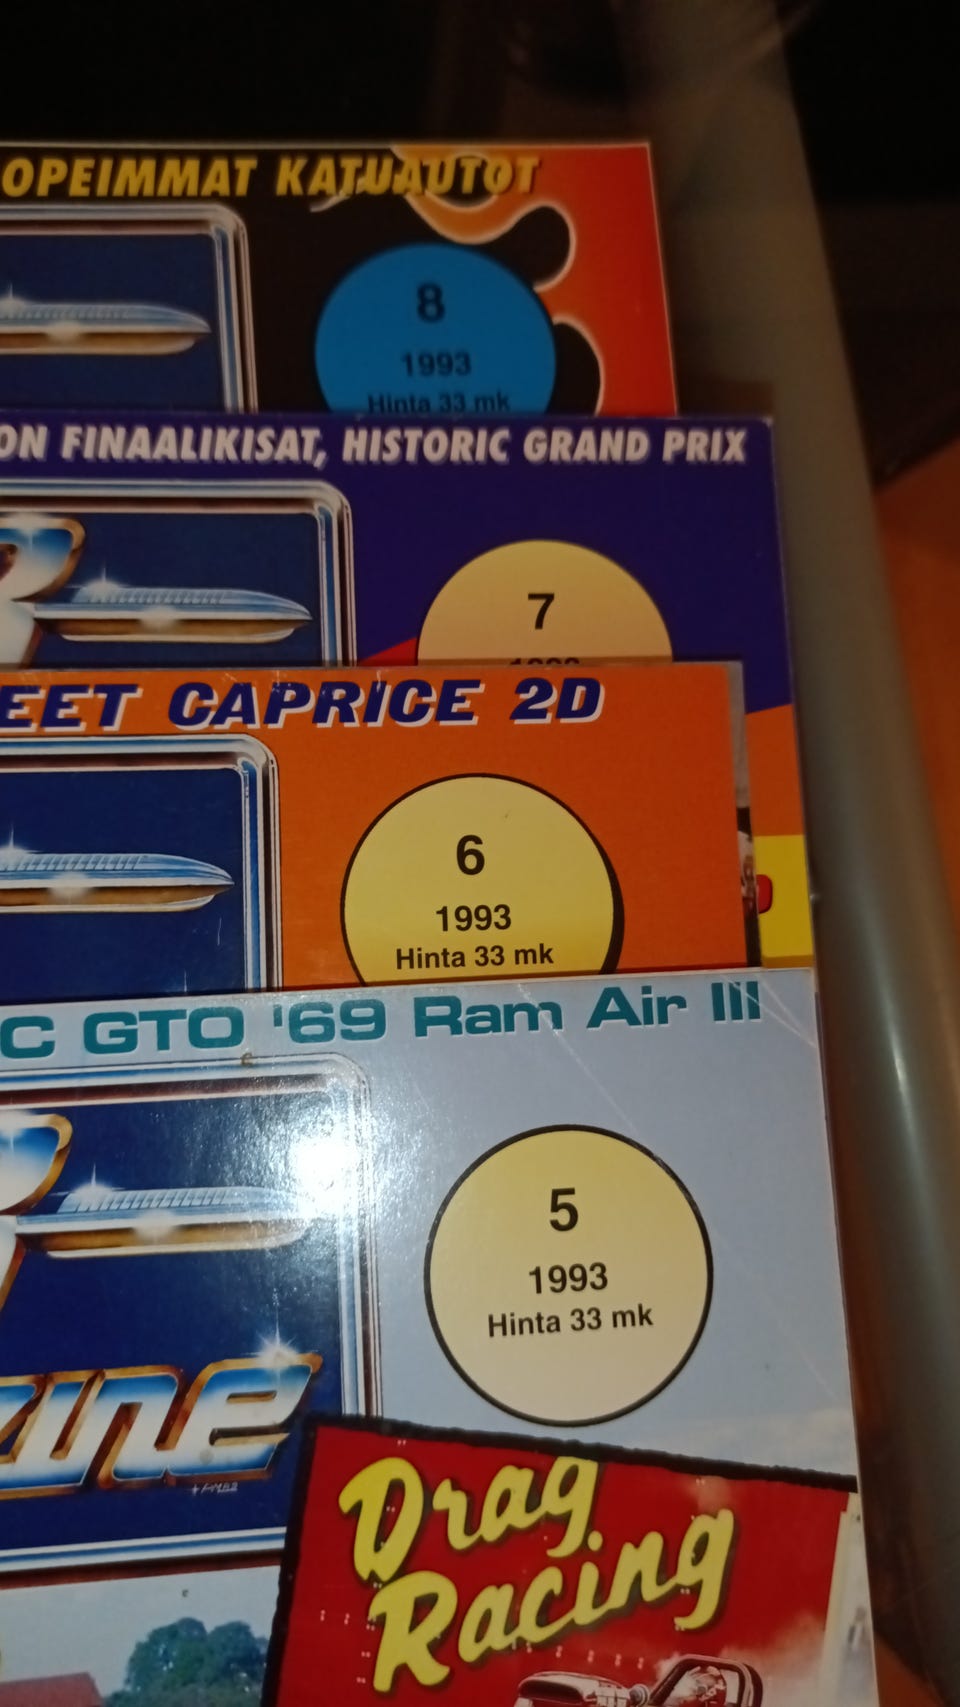 OPEIMMAT KATUAUTOT
8
1993
Hinta 33 mk
ON FINAALIKISAT, HISTORIC GRAND PRIX
7
EET CAPRICE 2D
6
1993
Hinta 33 mk
C GTO '69 Ram Air III
5
1993
Hinta 33 mk
zine
Drag
Racing